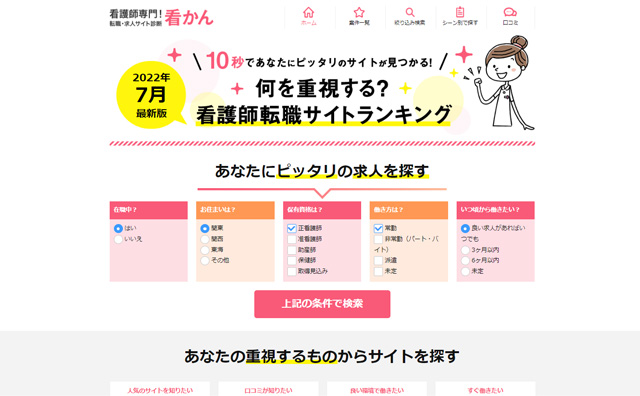 看護師専門！
転職・求人サイト診断
看かん
ホーム
案件一覧
絞り込み検索
シーン別で探す
口コミ
10秒であなたにピッタリのサイトが見つかる!
2022年
7月
最新版
何を重視する?
看護師転職サイトランキング
あなたにピッタリの求人を探す
在職中？
はい
いいえ
お住まいは？
関東
関西
東海
その他
保有資格は？
正看護師
准看護師
助産師
保健師
取得見込み
働き方は？
常勤
非常勤（パート・バ
イト）
派遣
未定
いつ頃から働きたい？
良い求人があればい
つでも
3ヶ月以内
6ヶ月以内
未定
上記の条件で検索
あなたの重視するものからサイトを探す
人気のサイトを知りたい
口コミが知りたい
良い環境で働きたい
すぐ働きたい